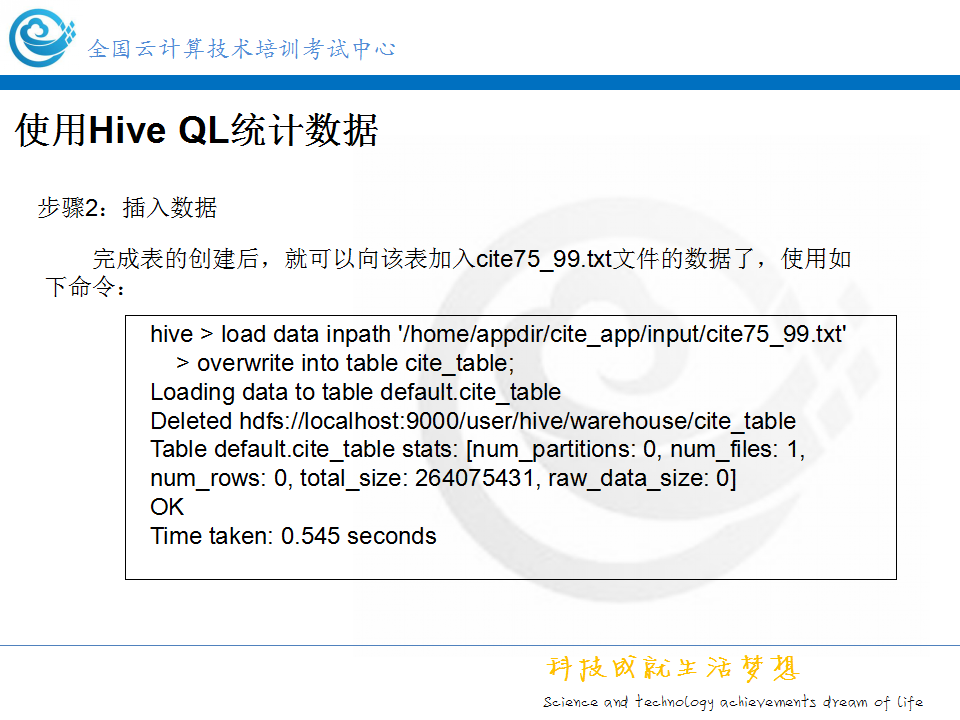 全国云计算技术培训考试中心
使用Hive QL统计数据
步骤2：插入数据
完成表的创建后，就可以向该表加入cite75_99.txt文件的数据了，使用如
下命令：
hive > load data inpath '/home/appdir/cite_app/input/cite75_99.txt'
> overwrite into table cite_table;
Loading data to table default.cite_table
Deleted hdfs://localhost:9000/user/hive/warehouse/cite_table
Table default.cite_table stats: [num_partitions: 0, num_files: 1,
num_rows: 0, total_size: 264075431, raw_data_size: 0]
OK
Time taken: 0.545 seconds
科技成就生活梦想
Science and technology achievements dream of life